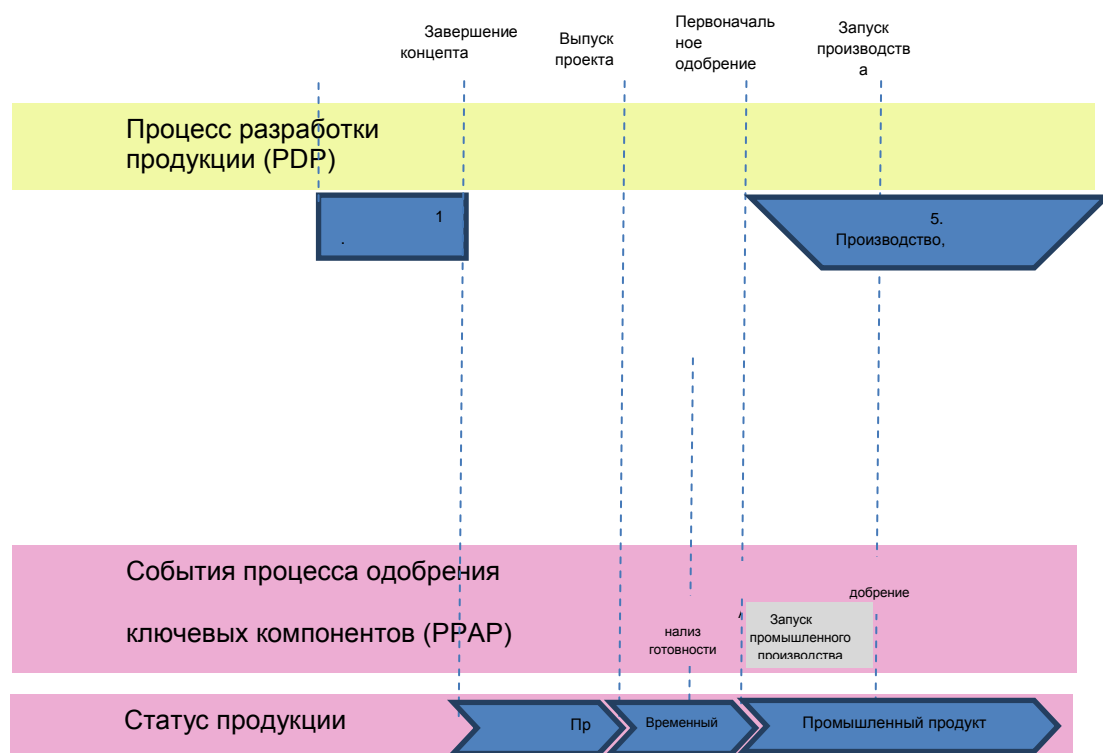 Завершение
концепта
Выпуск
проекта
Первоначаль
ное
одобрение
Запуск
производств
а
Процесс разработки
продукции (PDP)
1
.
5.
Производство,
События процесса одобрения
ключевых компонентов (PPAP)
добрение
нализ
готовности
Запуск
промышленного
производства
Статус продукции
Пр
Временный
Промышленный продукт